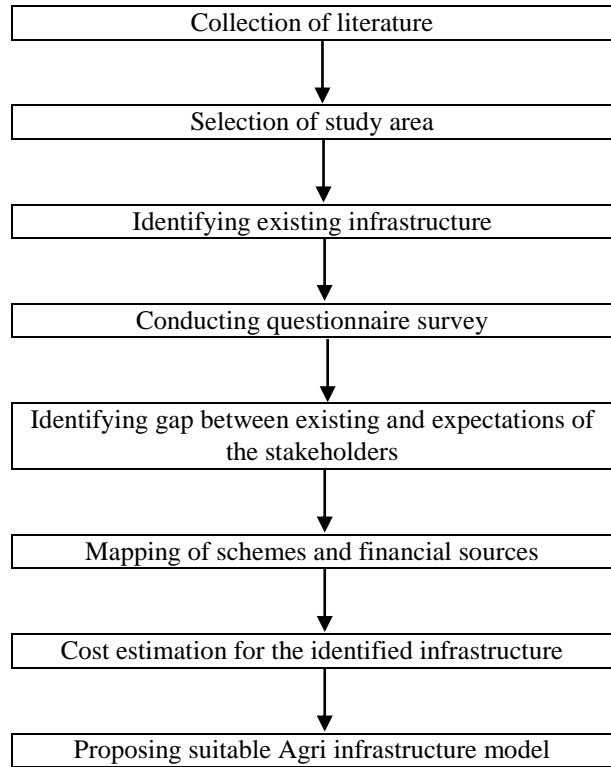 Collection of literature
Selection of study area
Identifying existing infrastructure
Conducting questionnaire survey
Identifying gap between existing and expectations of
the stakeholders
Mapping of schemes and financial sources
Cost estimation for the identified infrastructure
Proposing suitable Agri infrastructure model